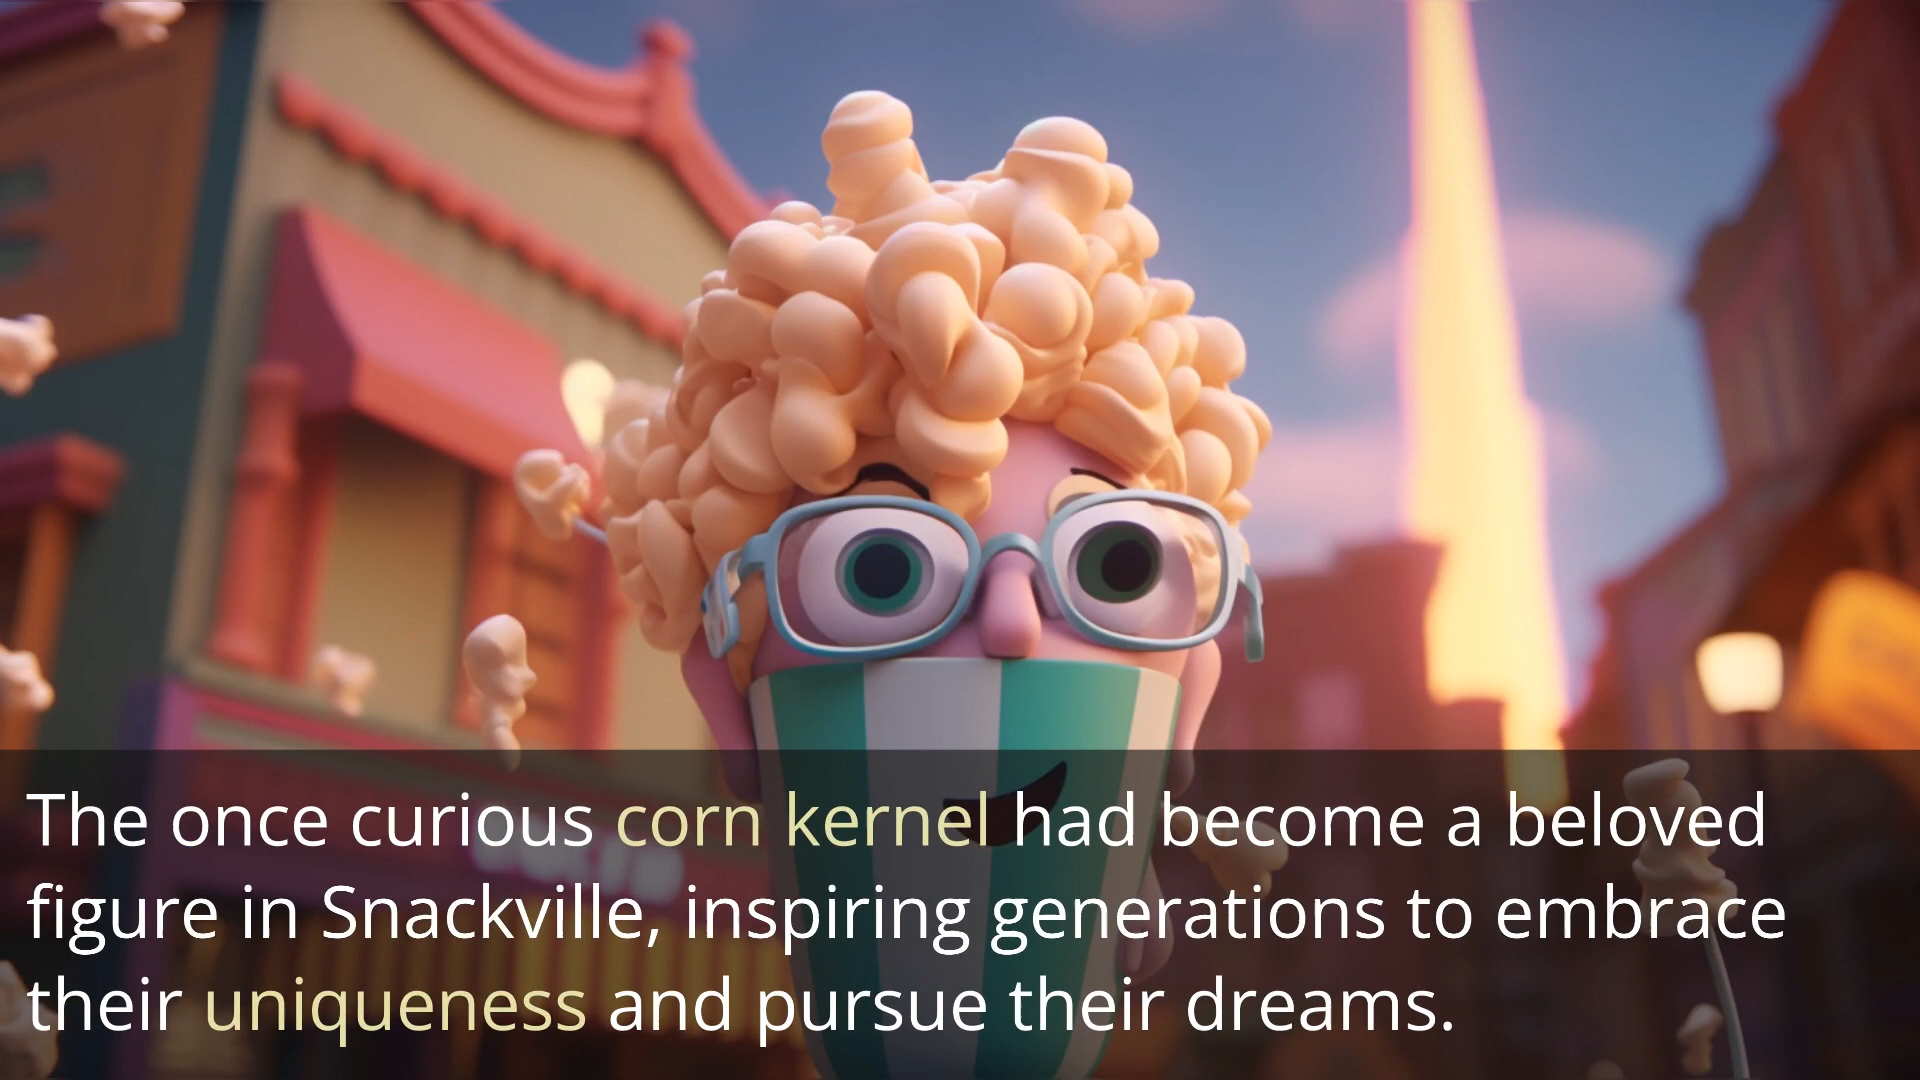 The once curious corn kernel had become a beloved
figure in Snackville, inspiring generations to embrace
their uniqueness and pursue their dreams.